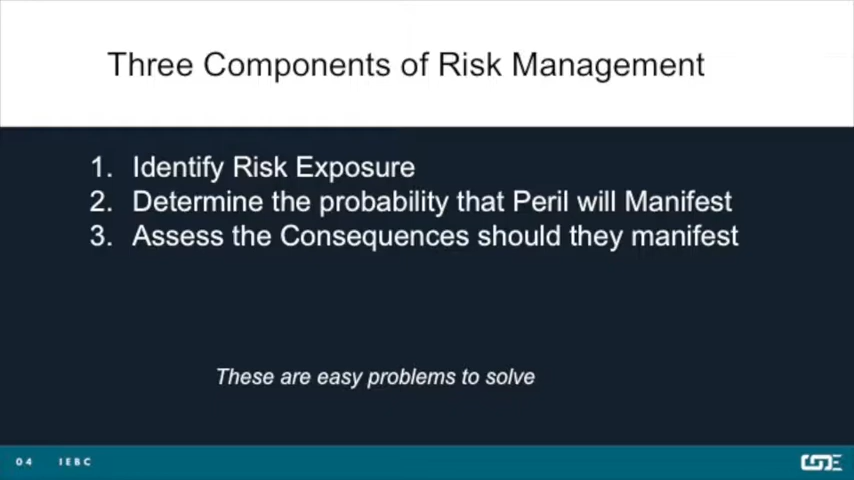 Three Components of Risk Management
1. Identify Risk Exposure
2. Determine the probability that Peril will Manifest
3. Assess the Consequences should they manifest
These are easy problems to solve
04 IEBC